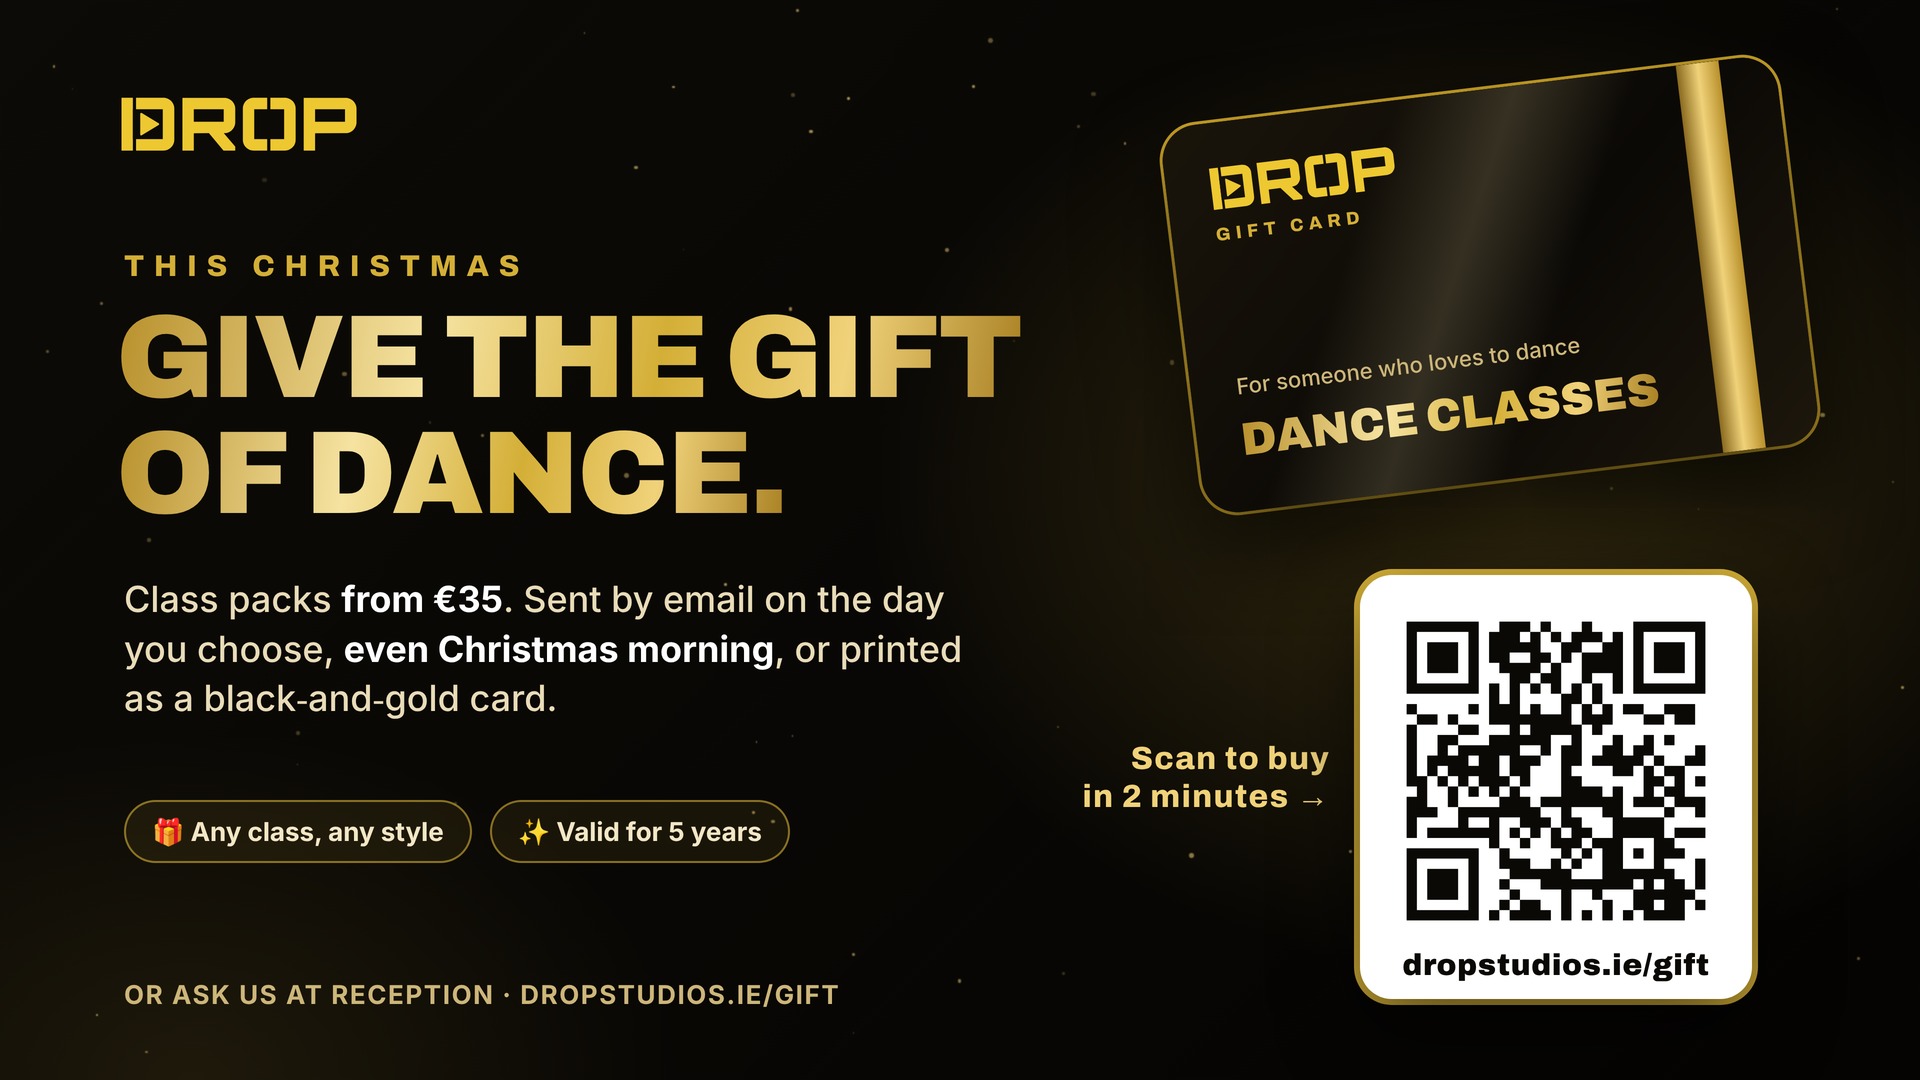 DROP
THIS CHRISTMAS
GIVE THE GIFT
OF DANCE.
Class packs from €35. Sent by email on the day
you choose, even Christmas morning, or printed
as a black-and-gold card.
🎁 Any class, any style
✨ Valid for 5 years
OR ASK US AT RECEPTION · DROPSTUDIOS.IE/GIFT
DROP
GIFT CARD
For someone who loves to dance
DANCE CLASSES
Scan to buy
in 2 minutes →
dropstudios.ie/gift